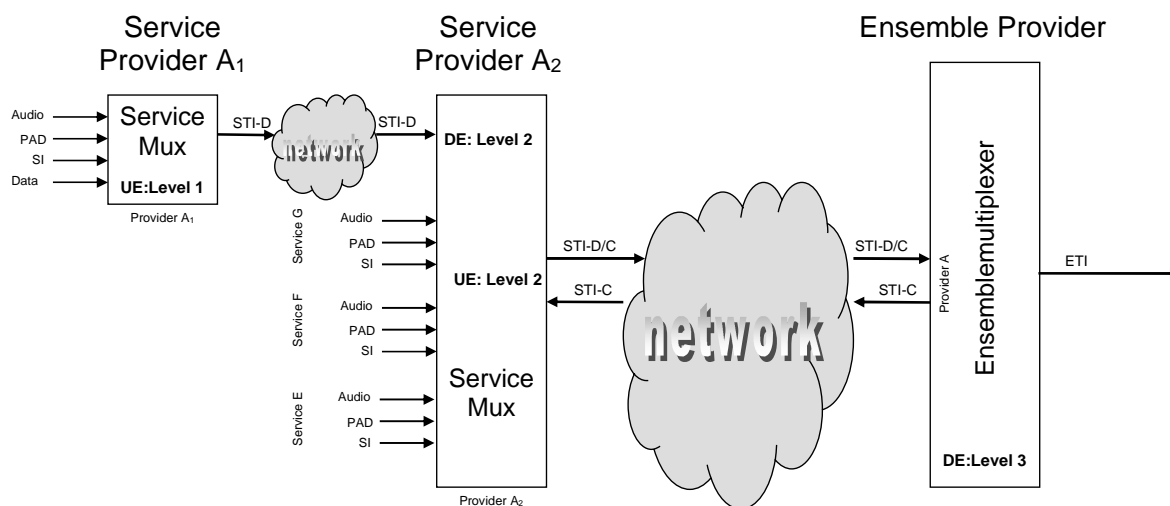 Service
Provider A₁
Service
Provider A₂
Ensemble Provider
Audio
PAD
SI
Data
Service
Mux
UE:Level 1
Provider A₁
STI-D
network
STI-D
DE: Level 2
Service G
Audio
PAD
SI
UE: Level 2
Service F
Audio
PAD
SI
Service E
Audio
PAD
SI
Service
Mux
Provider A₂
STI-D/C
STI-C
network
STI-D/C
STI-C
Provider A
Ensemblemultiplexer
DE:Level 3
ETI